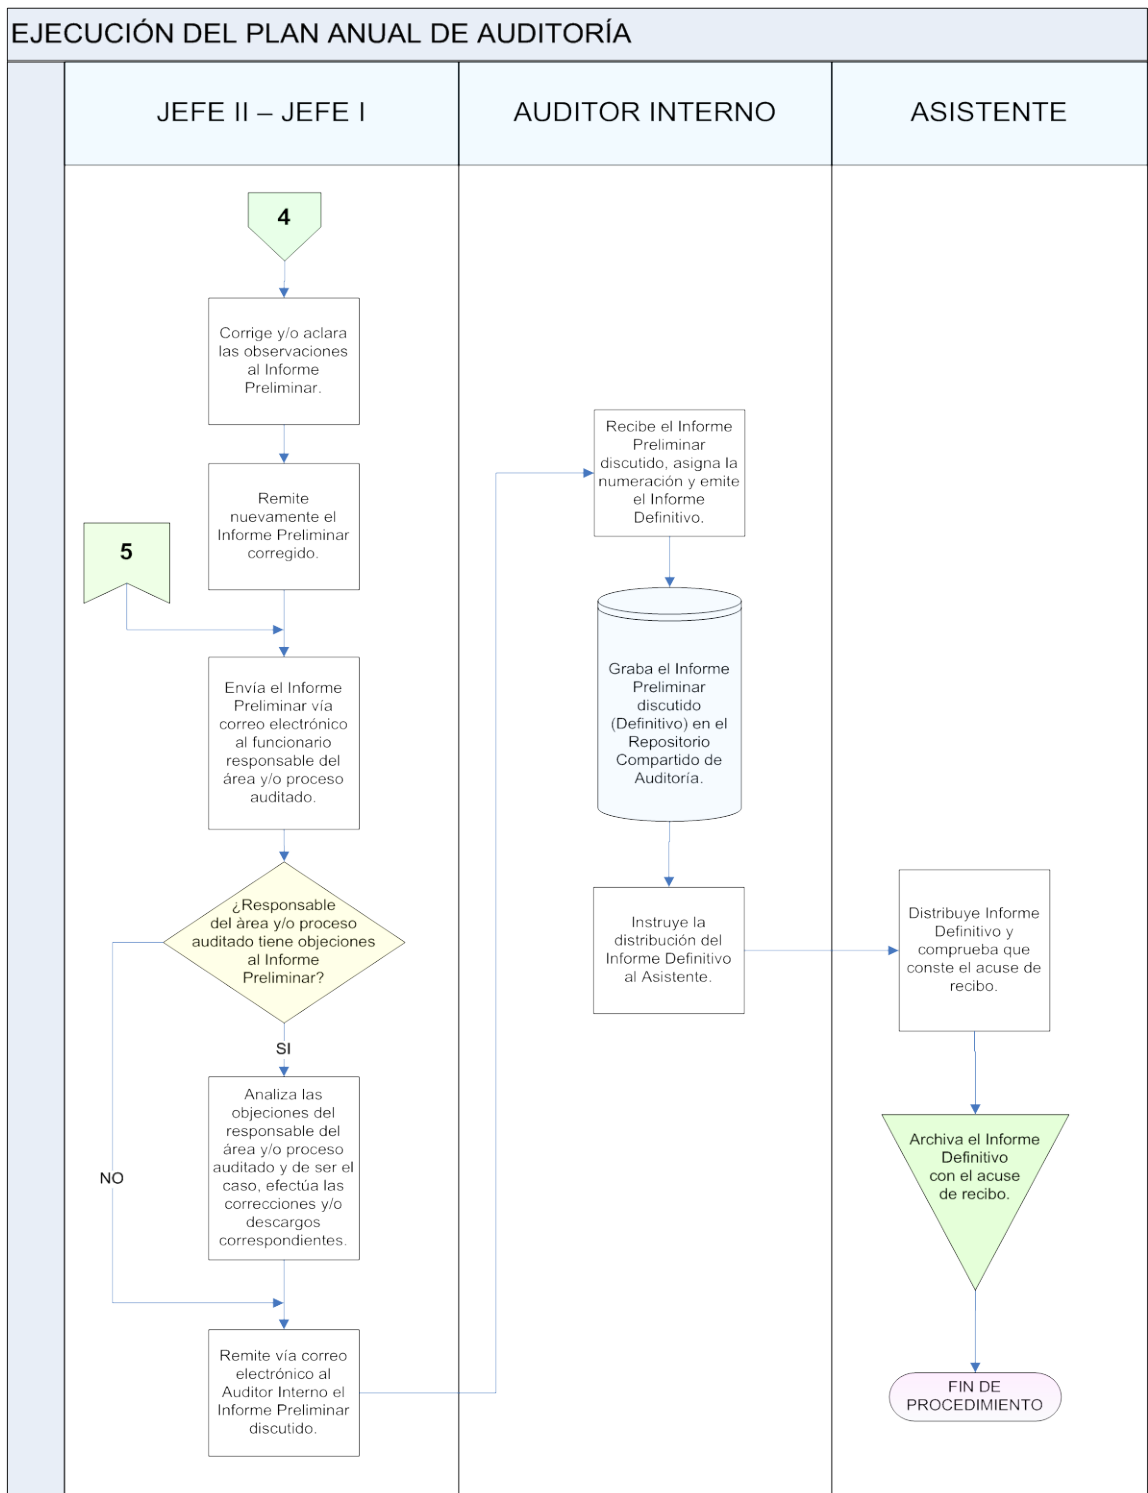 EJECUCIÓN DEL PLAN ANUAL DE AUDITORÍA
JEFE II – JEFE I
AUDITOR INTERNO
ASISTENTE
4
Corrige y/o aclara
las observaciones
al Informe
Preliminar.
Remite
nuevamente el
Informe Preliminar
corregido.
5
Envía el Informe
Preliminar vía
correo electrónico
al funcionario
responsable del
área y/o proceso
auditado.
¿Responsable
del àrea y/o proceso
auditado tiene objeciones
al Informe
Preliminar?
SI
NO
Analiza las
objeciones del
responsable del
área y/o proceso
auditado y de ser el
caso, efectúa las
correcciones y/o
descargos
correspondientes.
Remite vía correo
electrónico al
Auditor Interno el
Informe Preliminar
discutido.
Recibe el Informe
Preliminar
discutido, asigna la
numeración y emite
el Informe
Definitivo.
Graba el Informe
Preliminar
discutido
(Definitivo) en el
Repositorio
Compartido de
Auditoría.
Instruye la
distribución del
Informe Definitivo
al Asistente.
Distribuye Informe
Definitivo y
comprueba que
conste el acuse de
recibo.
Archiva el Informe
Definitivo
con el acuse
de recibo.
FIN DE
PROCEDIMIENTO